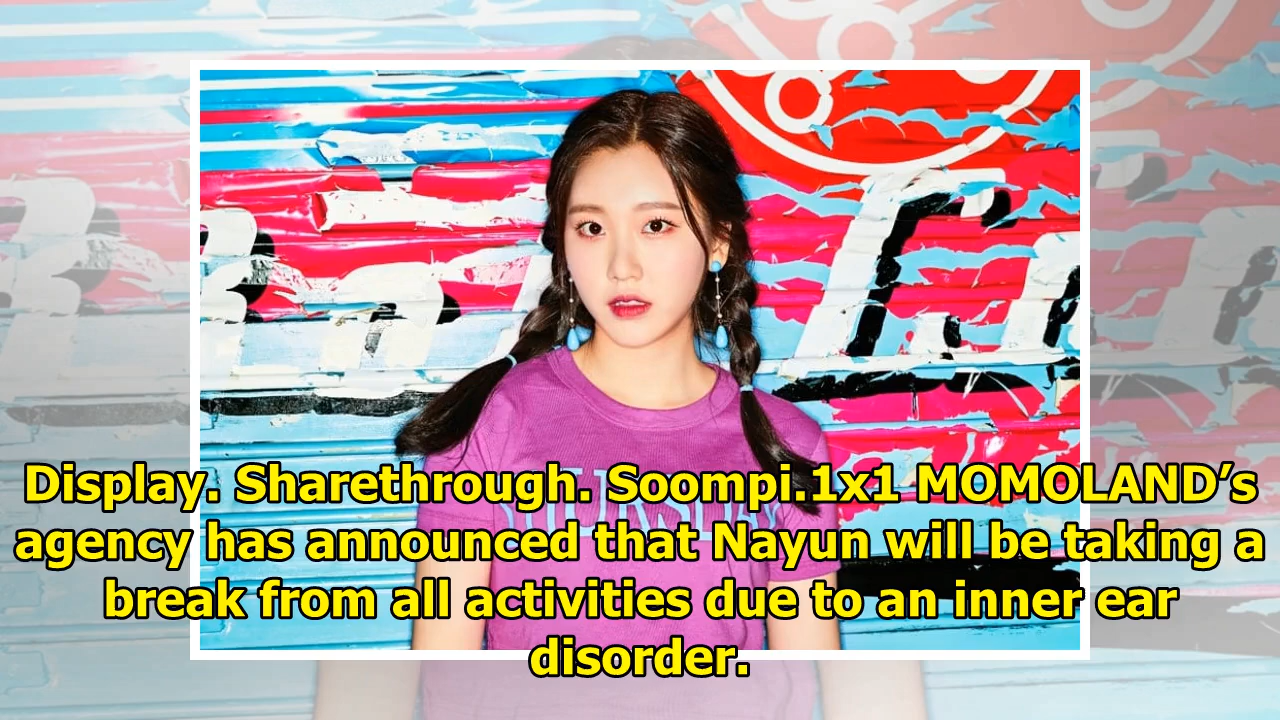 Display. Sharethrough. Soompi.1x1 MOMOLAND’s
agency has announced that Nayun will be taking a
break from all activities due to an inner ear
disorder.
THURSDAY